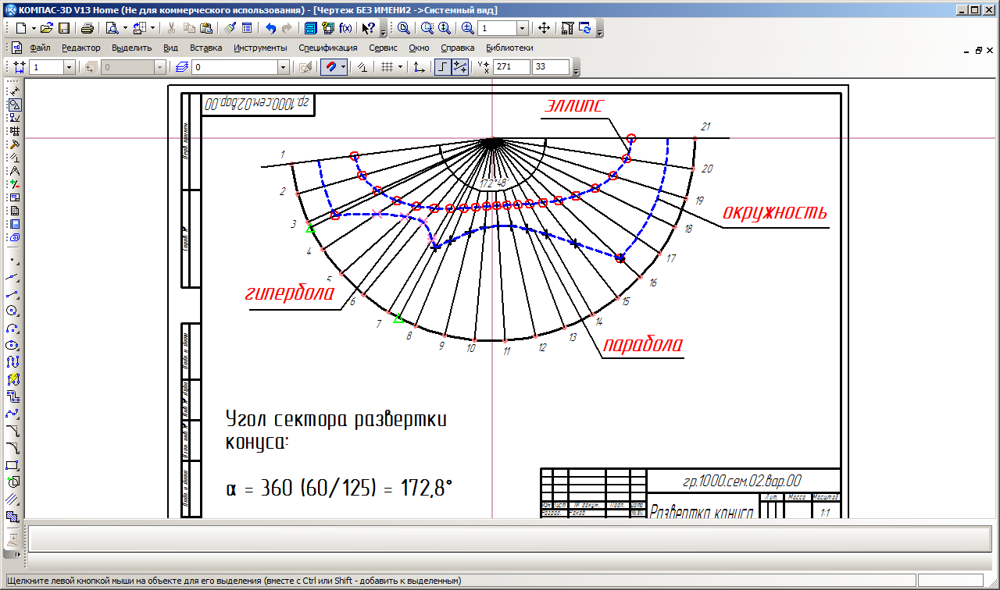 КОМПАС-3D V13 Home (Не для коммерческого использования) - [Чертеж БЕЗ ИМЕНИ2 ->Системный вид]
f(x)
1
Файл Редактор Выделить Вид Вставка Инструменты Спецификация Сервис Окно Справка Библиотеки
1
0
0
271
33
гр.1000.сем.02.вар.00
эллипс
21
1
20
2
172°48'
19
окружность
3
18
4
17
5
16
гипербола
6
15
7
14
8
13
9
12
10
11
парабола
Угол сектора развертки
конуса:
α = 360 (60/125) = 172,8°
гр.1000.сем.02.вар.00
Изм Лист № докум. Подп. Дата
Лит. Масса Масштаб
Развертка конуса
1:1
Щелкните левой кнопкой мыши на объекте для его выделения (вместе с Ctrl или Shift - добавить к выделенным)